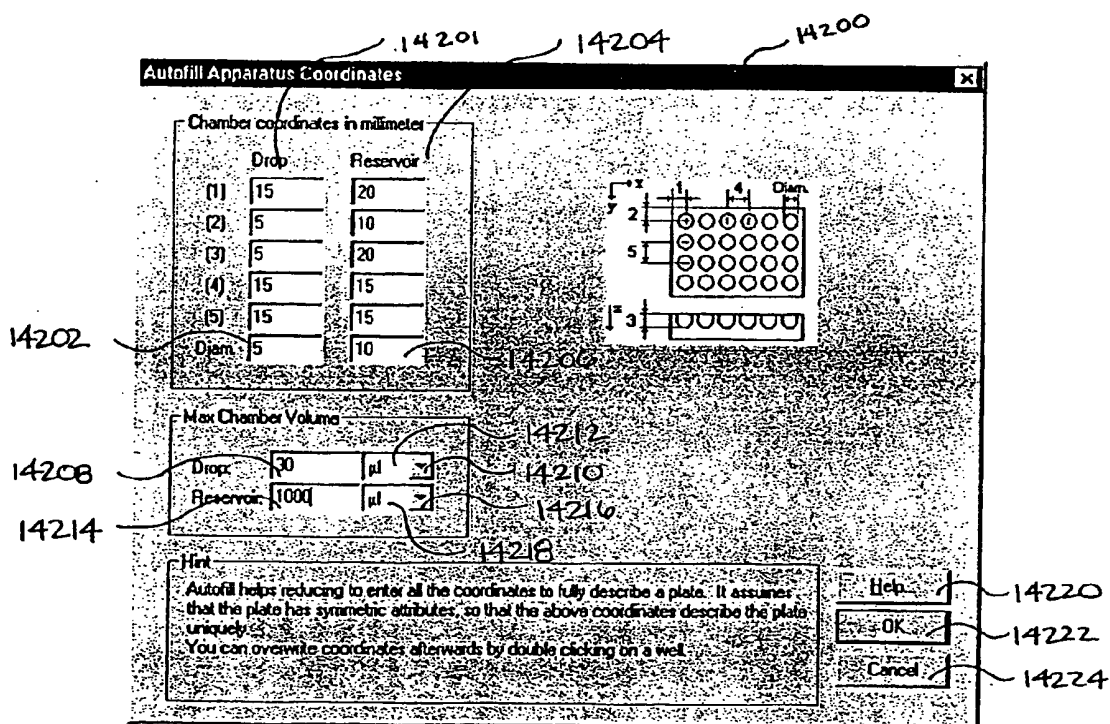 14201
14204
14200
Autofill Apparatus Coordinates
Chamber coordinates in millimeter
Drop Reservoir
(1) 15 20
(2) 5 10
(3) 5 20
(4) 15 15
(5) 15 15
14202
Diam. 5 10
14206
x
y
1 4 Diam.
2
5
z
3
Max Chamber Volume
14212
14208
Drop: 30 µl
14210
Reservoir: 1000 µl
14214
14216
14218
Hint
Autofill helps reducing to enter all the coordinates to fully describe a plate. It assumes
that the plate has symmetric attributes, so that the above coordinates describe the plate
uniquely.
You can overwrite coordinates afterwards by double clicking on a well.
Help...
14220
OK
14222
Cancel
14224